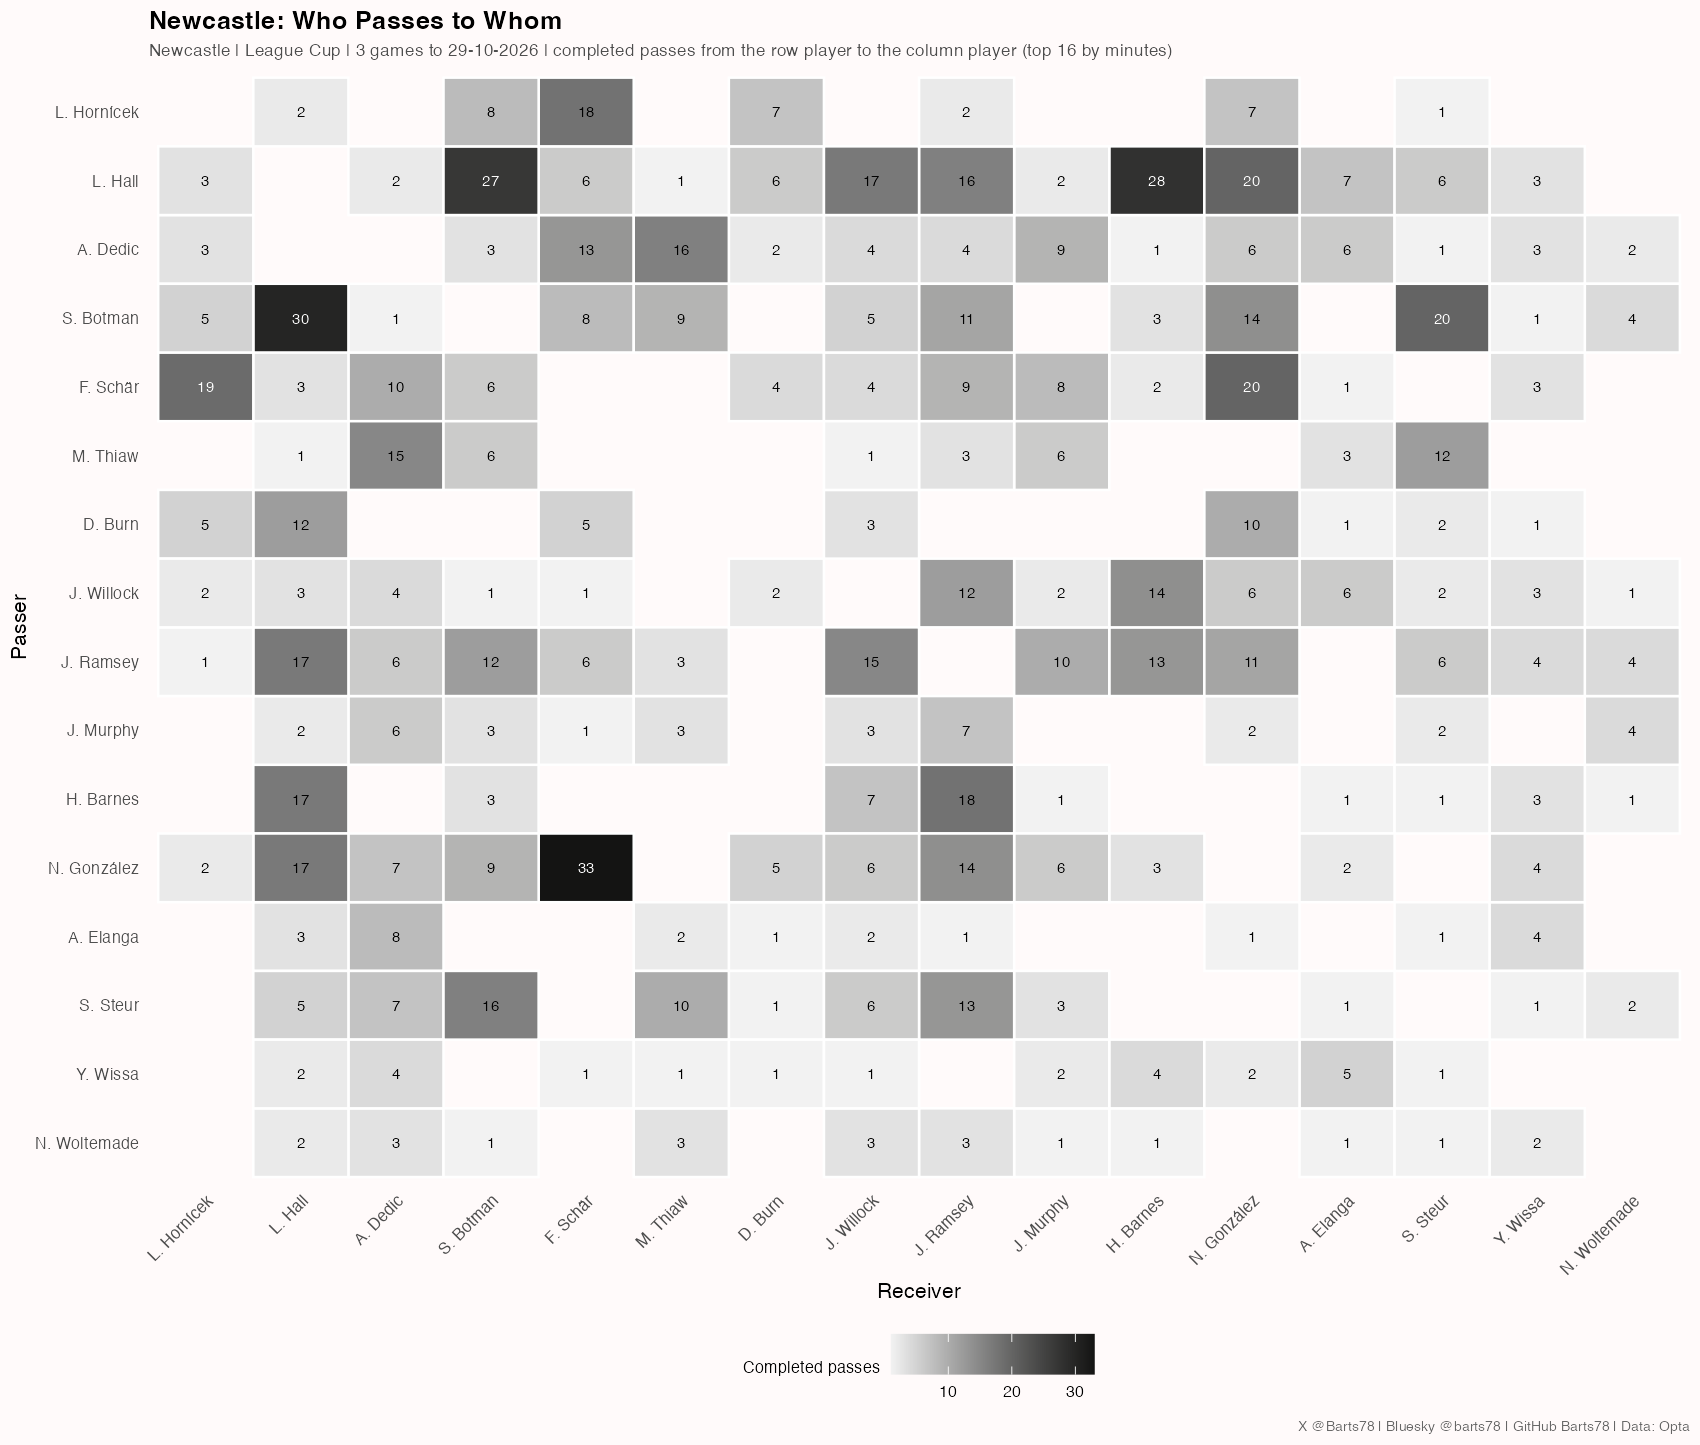 Newcastle: Who Passes to Whom
Newcastle | League Cup | 3 games to 29-10-2026 | completed passes from the row player to the column player (top 16 by minutes)
L. Hornícek 2 8 18 7 2 7 1
L. Hall 3 2 27 6 1 6 17 16 2 28 20 7 6 3
A. Dedic 3 3 13 16 2 4 4 9 1 6 6 1 3 2
S. Botman 5 30 1 8 9 5 11 3 14 20 1 4
F. Schär 19 3 10 6 4 4 9 8 2 20 1 3
M. Thiaw 1 15 6 1 3 6 3 12
D. Burn 5 12 5 3 10 1 2 1
J. Willock 2 3 4 1 1 2 12 2 14 6 6 2 3 1
J. Ramsey 1 17 6 12 6 3 15 10 13 11 6 4 4
J. Murphy 2 6 3 1 3 3 7 2 2 4
H. Barnes 17 3 7 18 1 1 1 3 1
N. González 2 17 7 9 33 5 6 14 6 3 2 4
A. Elanga 3 8 2 1 2 1 1 1 4
S. Steur 5 7 16 10 1 6 13 3 1 1 2
Y. Wissa 2 4 1 1 1 1 2 4 2 5 1
N. Woltemade 2 3 1 3 3 3 1 1 1 1 2
Passer
L. Hornícek L. Hall A. Dedic S. Botman F. Schär M. Thiaw D. Burn J. Willock J. Ramsey J. Murphy H. Barnes N. González A. Elanga S. Steur Y. Wissa N. Woltemade
Receiver
Completed passes
10 20 30
X @Barts78 | Bluesky @barts78 | GitHub Barts78 | Data: Opta